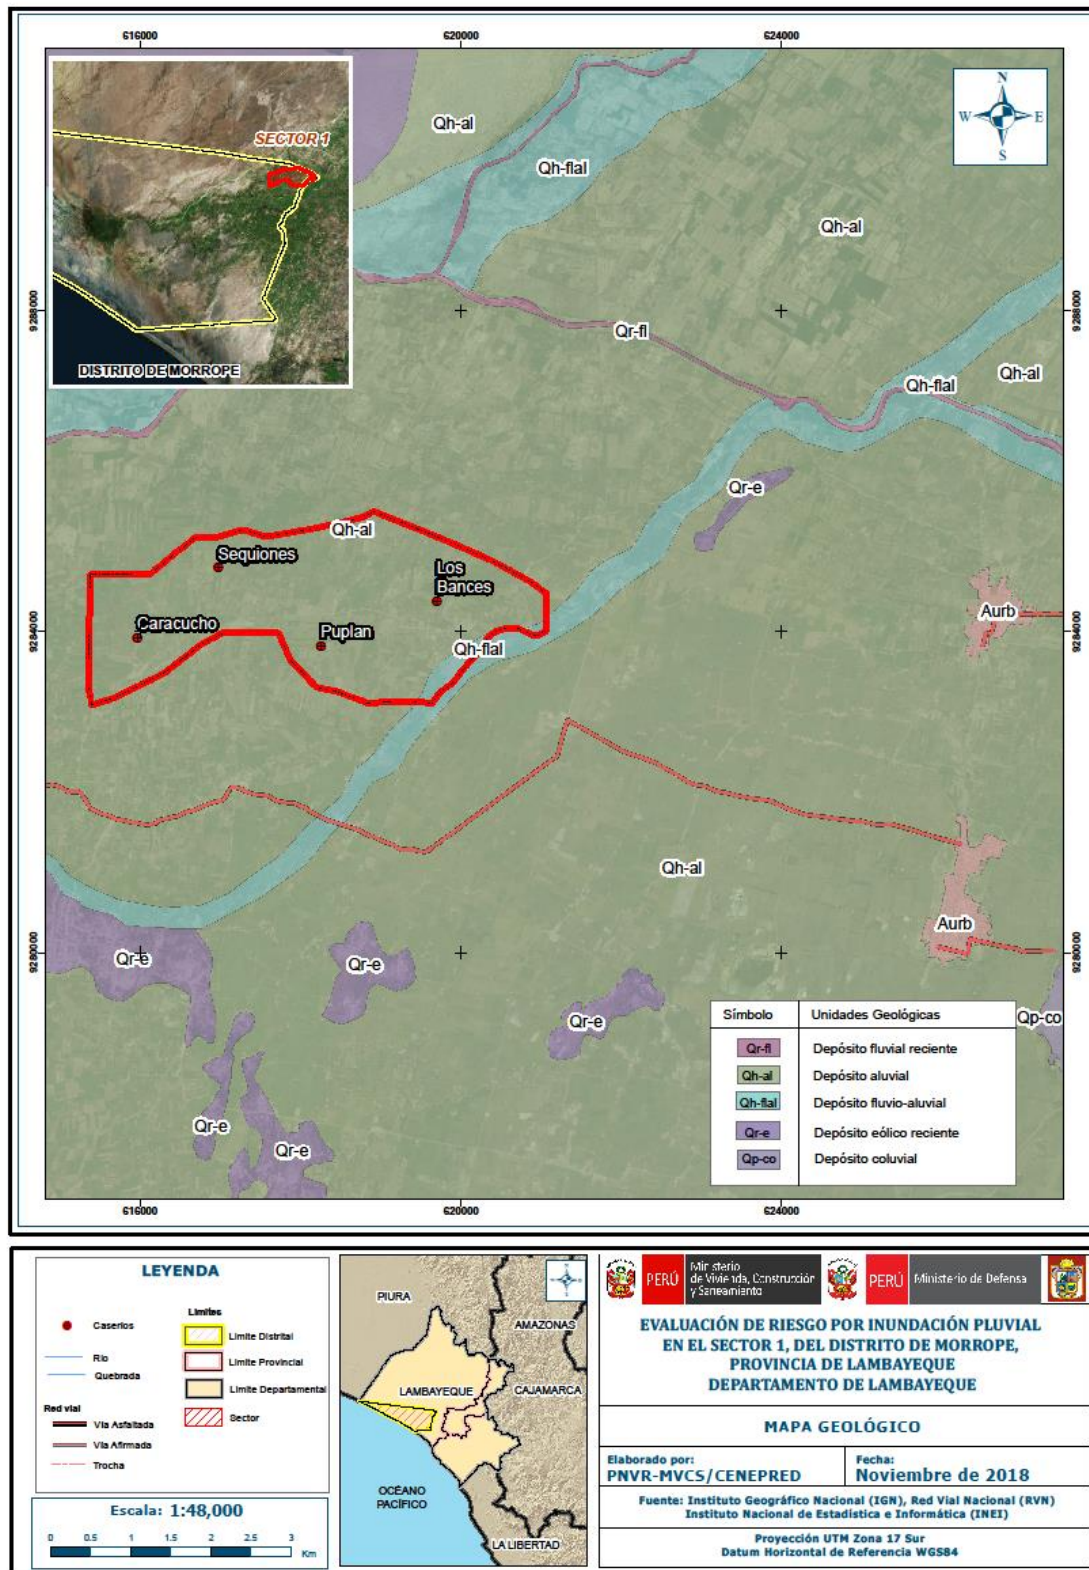 616000
620000
624000
SECTOR 1
DISTRITO DE MORROPE
N
W
E
S
Qh-al
Qh-flal
Qh-al
9288000
9288000
Qr-fl
Qh-al
Qh-flal
Qr-e
Qh-al
Sequiones
Los
Bances
Caracucho
Puplan
Qh-flal
Aurb
9284000
9284000
Qh-al
Aurb
9280000
9280000
Qr-e
Qr-e
Qr-e
Qr-e
Qr-e
Qp-co
Símbolo
Unidades Geológicas
Qr-fl
Depósito fluvial reciente
Qh-al
Depósito aluvial
Qh-flal
Depósito fluvio-aluvial
Qr-e
Depósito eólico reciente
Qp-co
Depósito coluvial
616000
620000
624000
LEYENDA
Caseríos
Río
Quebrada
Red vial
Vía Asfaltada
Vía Afirmada
Trocha
Límites
Limite Distrital
Limite Provincial
Limite Departamental
Sector
Escala: 1:48,000
0 0.5 1 1.5 2 2.5 3
Km
PIURA
AMAZONAS
LAMBAYEQUE
CAJAMARCA
OCÉANO
PACÍFICO
LA LIBERTAD
PERÚ
Ministerio
de Vivienda, Construcción
y Saneamiento
PERÚ
Ministerio de Defensa
EVALUACIÓN DE RIESGO POR INUNDACIÓN PLUVIAL
EN EL SECTOR 1, DEL DISTRITO DE MORROPE,
PROVINCIA DE LAMBAYEQUE
DEPARTAMENTO DE LAMBAYEQUE
MAPA GEOLÓGICO
Elaborado por:
PNVR-MVCS/CENEPRED
Fecha:
Noviembre de 2018
Fuente: Instituto Geográfico Nacional (IGN), Red Vial Nacional (RVN)
Instituto Nacional de Estadística e Informática (INEI)
Proyección UTM Zona 17 Sur
Datum Horizontal de Referencia WGS84